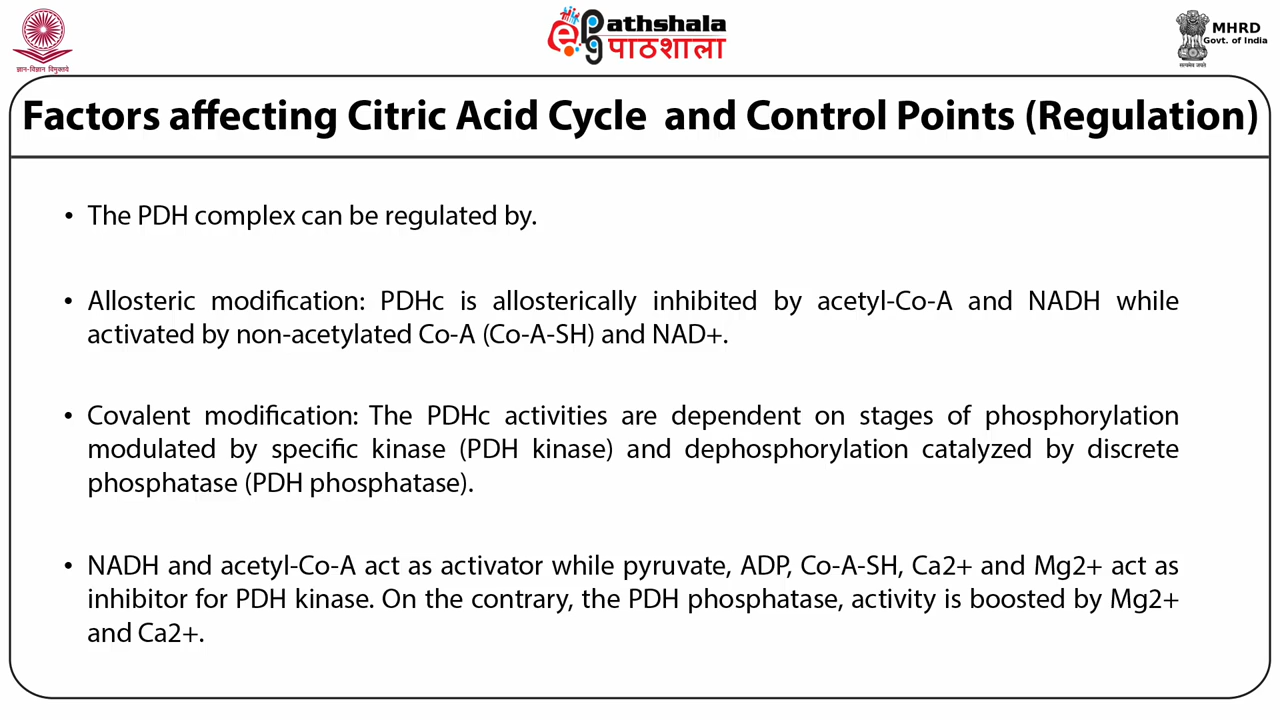 ज्ञान-विज्ञान विमुक्तये
ePathshala
पाठशाला
MHRD
Govt. of India
सत्यमेव जयते
Factors affecting Citric Acid Cycle and Control Points (Regulation)
• The PDH complex can be regulated by.
• Allosteric modification: PDHc is allosterically inhibited by acetyl-Co-A and NADH while
activated by non-acetylated Co-A (Co-A-SH) and NAD+.
• Covalent modification: The PDHc activities are dependent on stages of phosphorylation
modulated by specific kinase (PDH kinase) and dephosphorylation catalyzed by discrete
phosphatase (PDH phosphatase).
• NADH and acetyl-Co-A act as activator while pyruvate, ADP, Co-A-SH, Ca2+ and Mg2+ act as
inhibitor for PDH kinase. On the contrary, the PDH phosphatase, activity is boosted by Mg2+
and Ca2+.